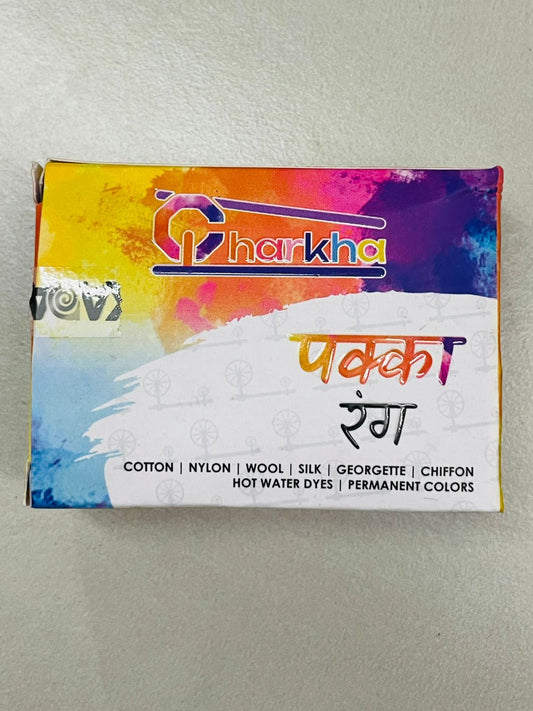 Charkha
पक्का
रंग
COTTON | NYLON | WOOL | SILK | GEORGETTE | CHIFFON
HOT WATER DYES | PERMANENT COLORS